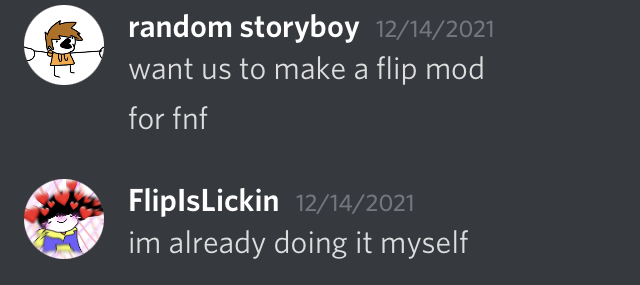 random storyboy 12/14/2021
want us to make a flip mod
for fnf
FlipIsLickin 12/14/2021
im already doing it myself